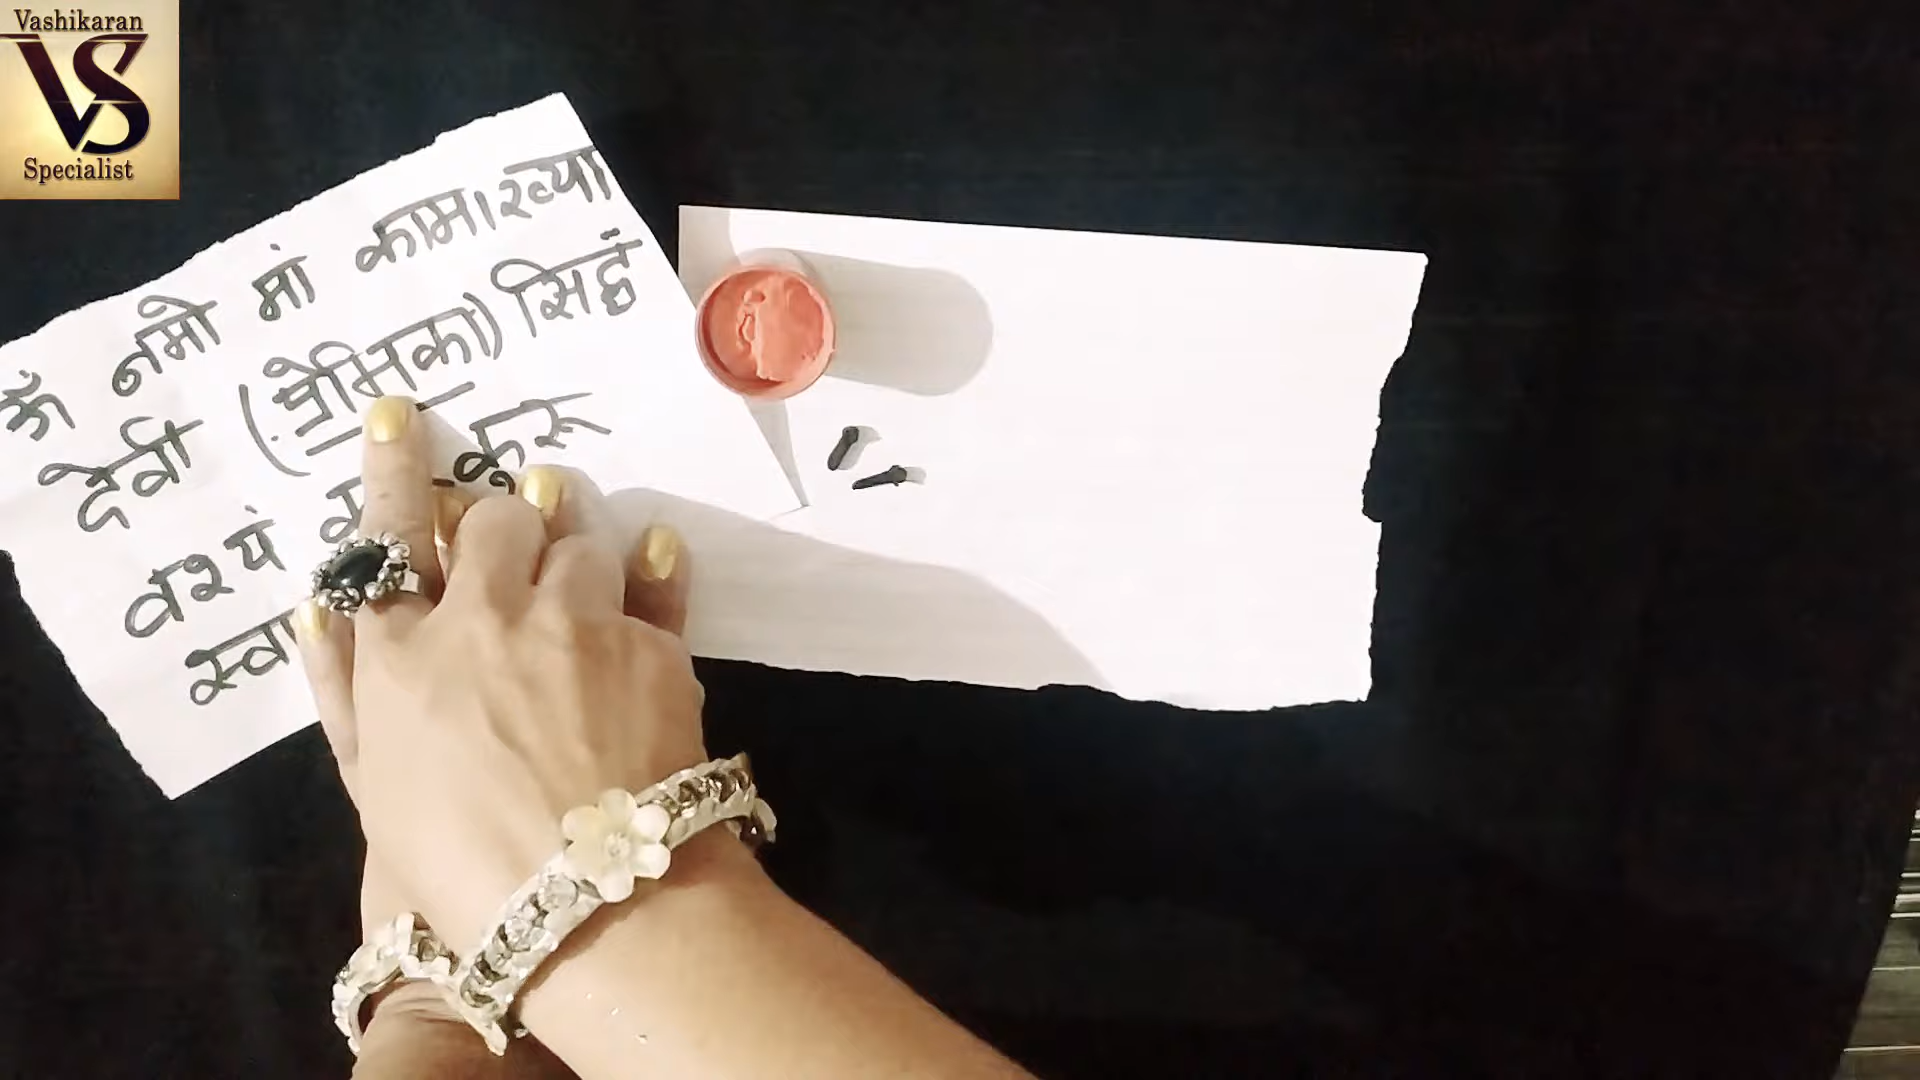 Vashikaran
VS
Specialist
ॐ नमो मां कामाख्या
देवी (प्रेमिका) सिद्धं
वश्यं कुरू